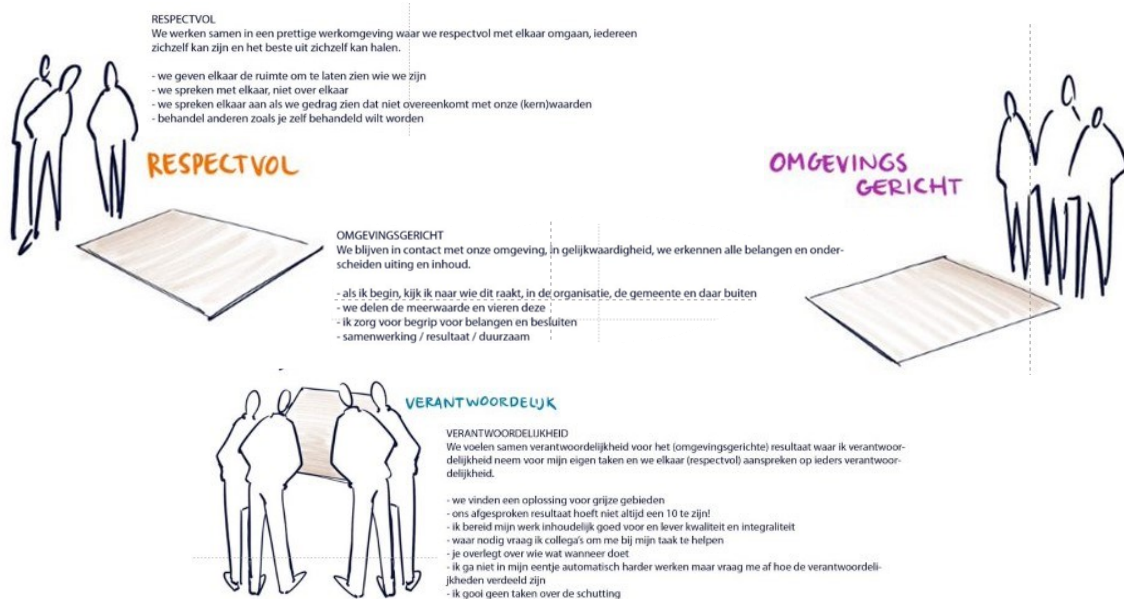 RESPECTVOL
We werken samen in een prettige werkomgeving waar we respectvol met elkaar omgaan, iedereen
zichzelf kan zijn en het beste uit zichzelf kan halen.
- we geven elkaar de ruimte om te laten zien wie we zijn
- we spreken met elkaar, niet over elkaar
- we spreken elkaar aan als we gedrag zien dat niet overeenkomt met onze (kern)waarden
- behandel anderen zoals je zelf behandeld wilt worden
RESPECTVOL
OMGEVINGS
GERICHT
OMGEVINGSGERICHT
We blijven in contact met onze omgeving, in gelijkwaardigheid, we erkennen alle belangen en onder-
scheiden uiting en inhoud.
- als ik begin, kijk ik naar wie dit raakt, in de organisatie, de gemeente en daar buiten
- we delen de meerwaarde en vieren deze
- ik zorg voor begrip voor belangen en besluiten
- samenwerking / resultaat / duurzaam
VERANTWOORDELIJK
VERANTWOORDELIJKHEID
We voelen samen verantwoordelijkheid voor het (omgevingsgerichte) resultaat waar ik verantwoor-
delijkheid neem voor mijn eigen taken en we elkaar (respectvol) aanspreken op ieders verantwoor-
delijkheid.
- we vinden een oplossing voor grijze gebieden
- ons afgesproken resultaat hoeft niet altijd een 10 te zijn!
- ik bereid mijn werk inhoudelijk goed voor en lever kwaliteit en integraliteit
- waar nodig vraag ik collega's om me bij mijn taak te helpen
- je overlegt over wie wat wanneer doet
- ik ga niet in mijn eentje automatisch harder werken maar vraag me af hoe de verantwoordeli-
jkheden verdeeld zijn
- ik gooi geen taken over de schutting